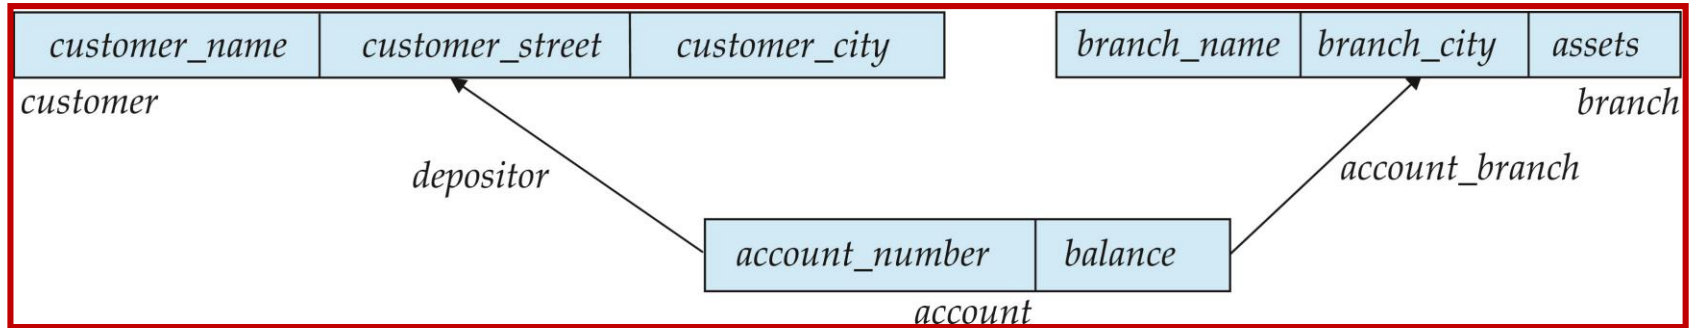 customer_name customer_street customer_city
branch_name branch_city assets
customer
branch
depositor
account_branch
account_number balance
account